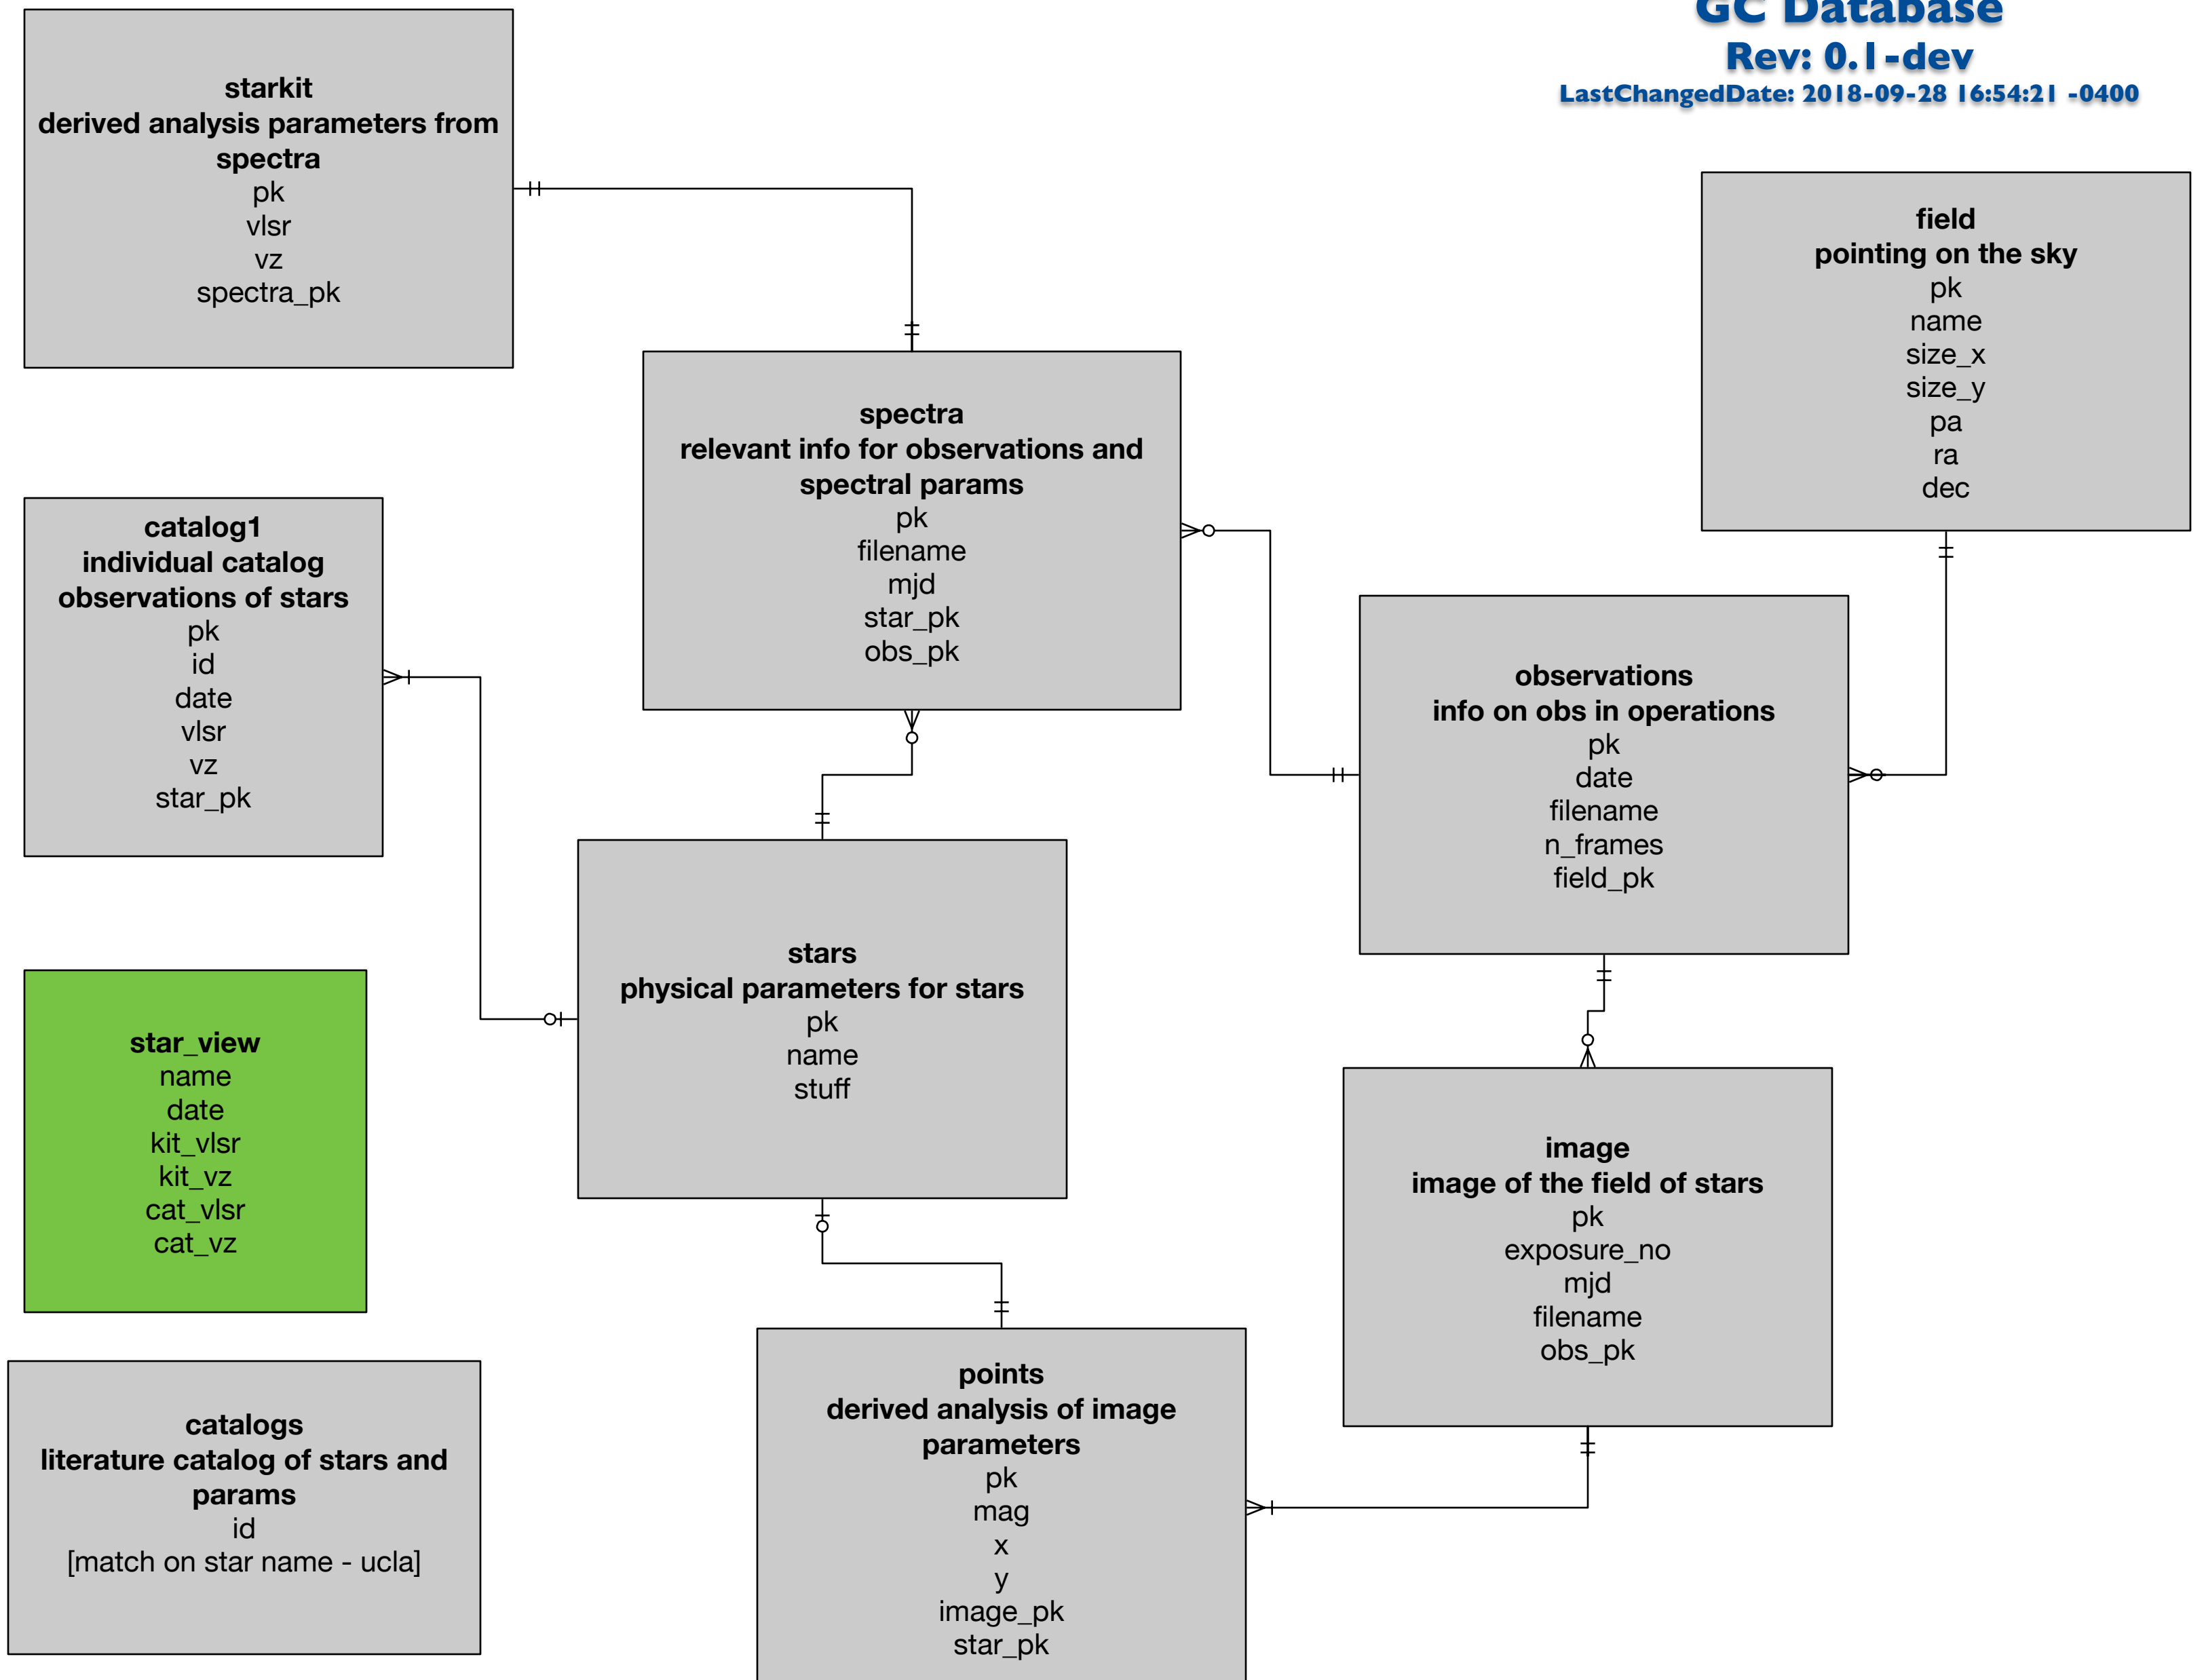 GC Database
Rev: 0.1-dev
LastChangedDate: 2018-09-28 16:54:21 -0400
starkit
derived analysis parameters from
spectra
pk
vlsr
vz
spectra_pk
field
pointing on the sky
pk
name
size_x
size_y
pa
ra
dec
spectra
relevant info for observations and
spectral params
pk
filename
mjd
star_pk
obs_pk
catalog1
individual catalog
observations of stars
pk
id
date
vlsr
vz
star_pk
observations
info on obs in operations
pk
date
filename
n_frames
field_pk
stars
physical parameters for stars
pk
name
stuff
star_view
name
date
kit_vlsr
kit_vz
cat_vlsr
cat_vz
image
image of the field of stars
pk
exposure_no
mjd
filename
obs_pk
catalogs
literature catalog of stars and
params
id
[match on star name - ucla]
points
derived analysis of image
parameters
pk
mag
x
y
image_pk
star_pk